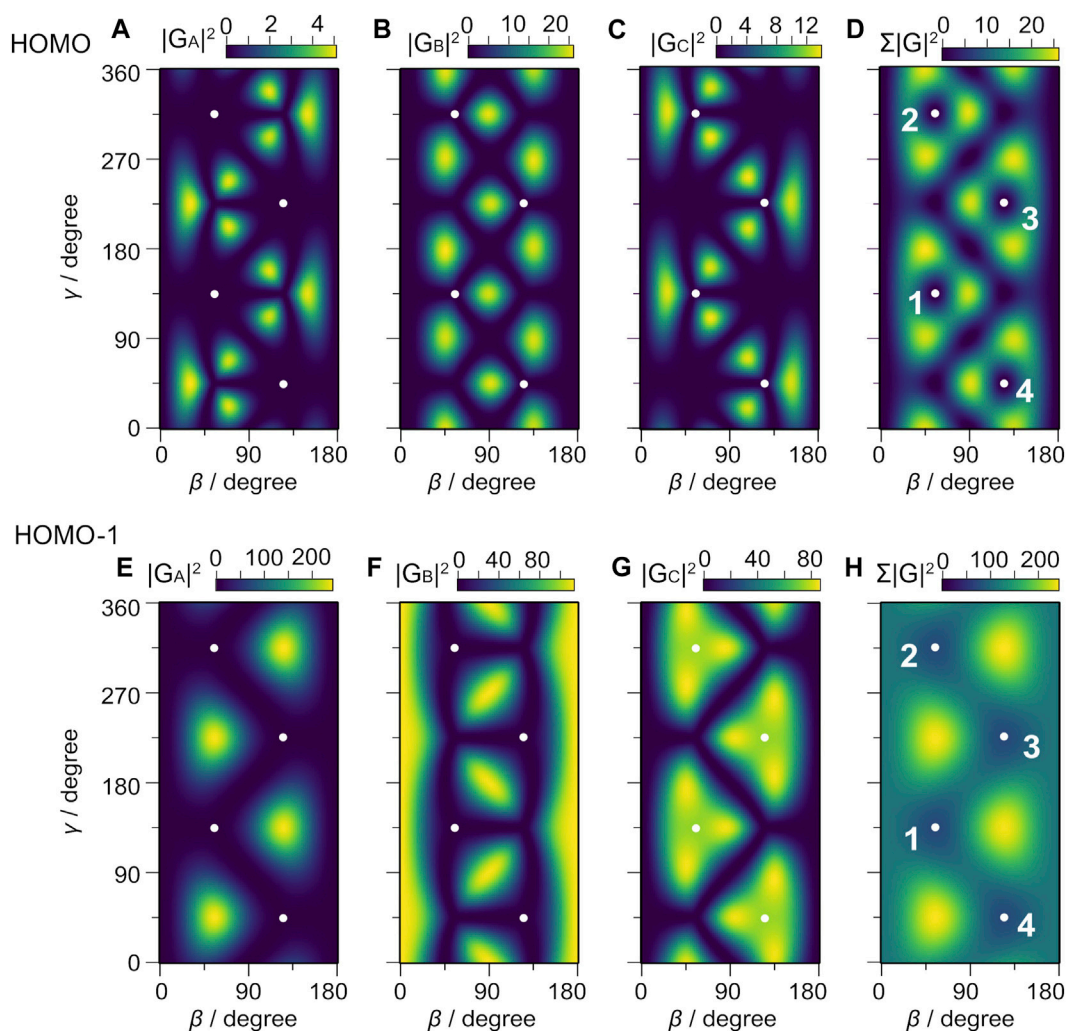 HOMO
A |GA|² 0 2 4
B |GB|² 0 10 20
C |GC|² 0 4 8 12
D Σ|G|² 0 10 20
360
270
180
90
0
γ / degree
2
3
1
4
0 90 180
0 90 180
0 90 180
0 90 180
β / degree
β / degree
β / degree
β / degree
HOMO-1
E |GA|² 0 100 200
F |GB|² 0 40 80
G |GC|² 0 40 80
H Σ|G|² 0 100 200
360
270
180
90
0
γ / degree
2
3
1
4
0 90 180
0 90 180
0 90 180
0 90 180
β / degree
β / degree
β / degree
β / degree